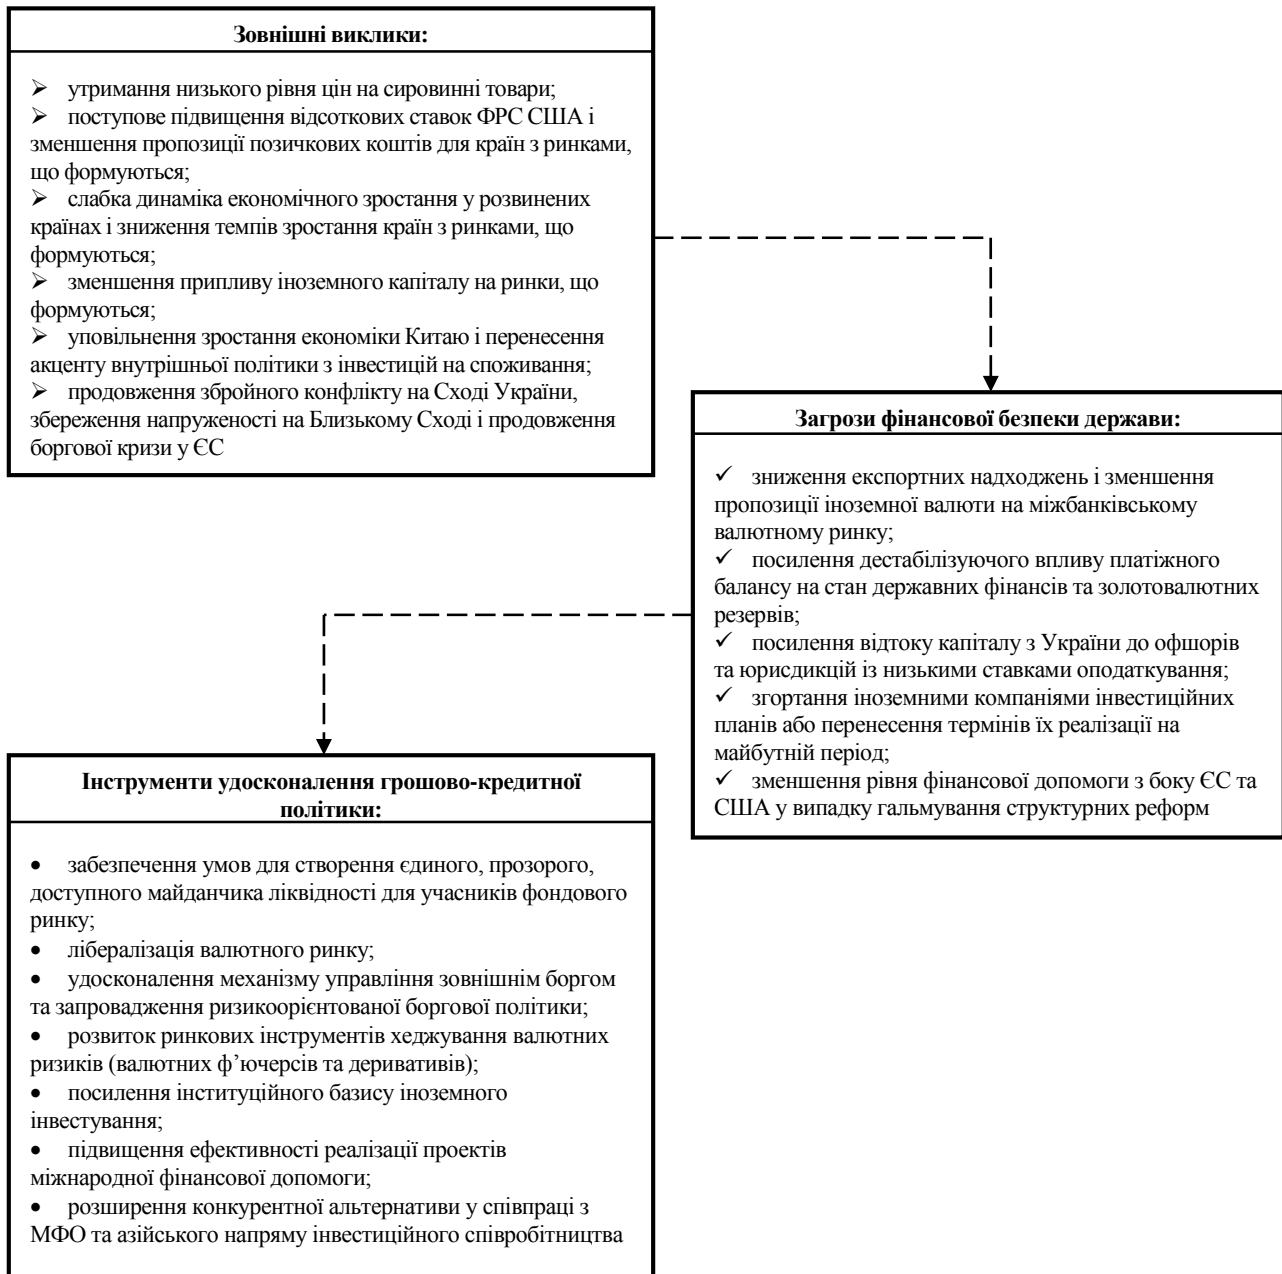 Зовнішні виклики:
➢ утримання низького рівня цін на сировинні товари;
➢ поступове підвищення відсоткових ставок ФРС США і
зменшення пропозиції позичкових коштів для країн з ринками,
що формуються;
➢ слабка динаміка економічного зростання у розвинених
країнах і зниження темпів зростання країн з ринками, що
формуються;
➢ зменшення припливу іноземного капіталу на ринки, що
формуються;
➢ уповільнення зростання економіки Китаю і перенесення
акценту внутрішньої політики з інвестицій на споживання;
➢ продовження збройного конфлікту на Сході України,
збереження напруженості на Близькому Сході і продовження
боргової кризи у ЄС
Загрози фінансової безпеки держави:
✓ зниження експортних надходжень і зменшення
пропозиції іноземної валюти на міжбанківському
валютному ринку;
✓ посилення дестабілізуючого впливу платіжного
балансу на стан державних фінансів та золотовалютних
резервів;
✓ посилення відтоку капіталу з України до офшорів
та юрисдикцій із низькими ставками оподаткування;
✓ згортання іноземними компаніями інвестиційних
планів або перенесення термінів їх реалізації на
майбутній період;
✓ зменшення рівня фінансової допомоги з боку ЄС та
США у випадку гальмування структурних реформ
Інструменти удосконалення грошово-кредитної
політики:
• забезпечення умов для створення єдиного, прозорого,
доступного майданчика ліквідності для учасників фондового
ринку;
• лібералізація валютного ринку;
• удосконалення механізму управління зовнішнім боргом
та запровадження ризикоорієнтованої боргової політики;
• розвиток ринкових інструментів хеджування валютних
ризиків (валютних ф’ючерсів та деривативів);
• посилення інституційного базису іноземного
інвестування;
• підвищення ефективності реалізації проектів
міжнародної фінансової допомоги;
• розширення конкурентної альтернативи у співпраці з
МФО та азійського напряму інвестиційного співробітництва